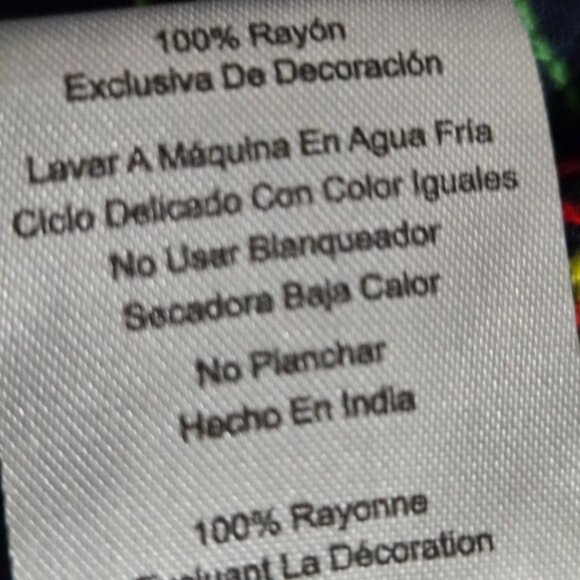 100% Rayón
Exclusiva De Decoración
Lavar A Máquina En Agua Fría
Ciclo Delicado Con Color Iguales
No Usar Blanqueador
Secadora Baja Calor
No Planchar
Hecho En India
100% Rayonne
La Décoration